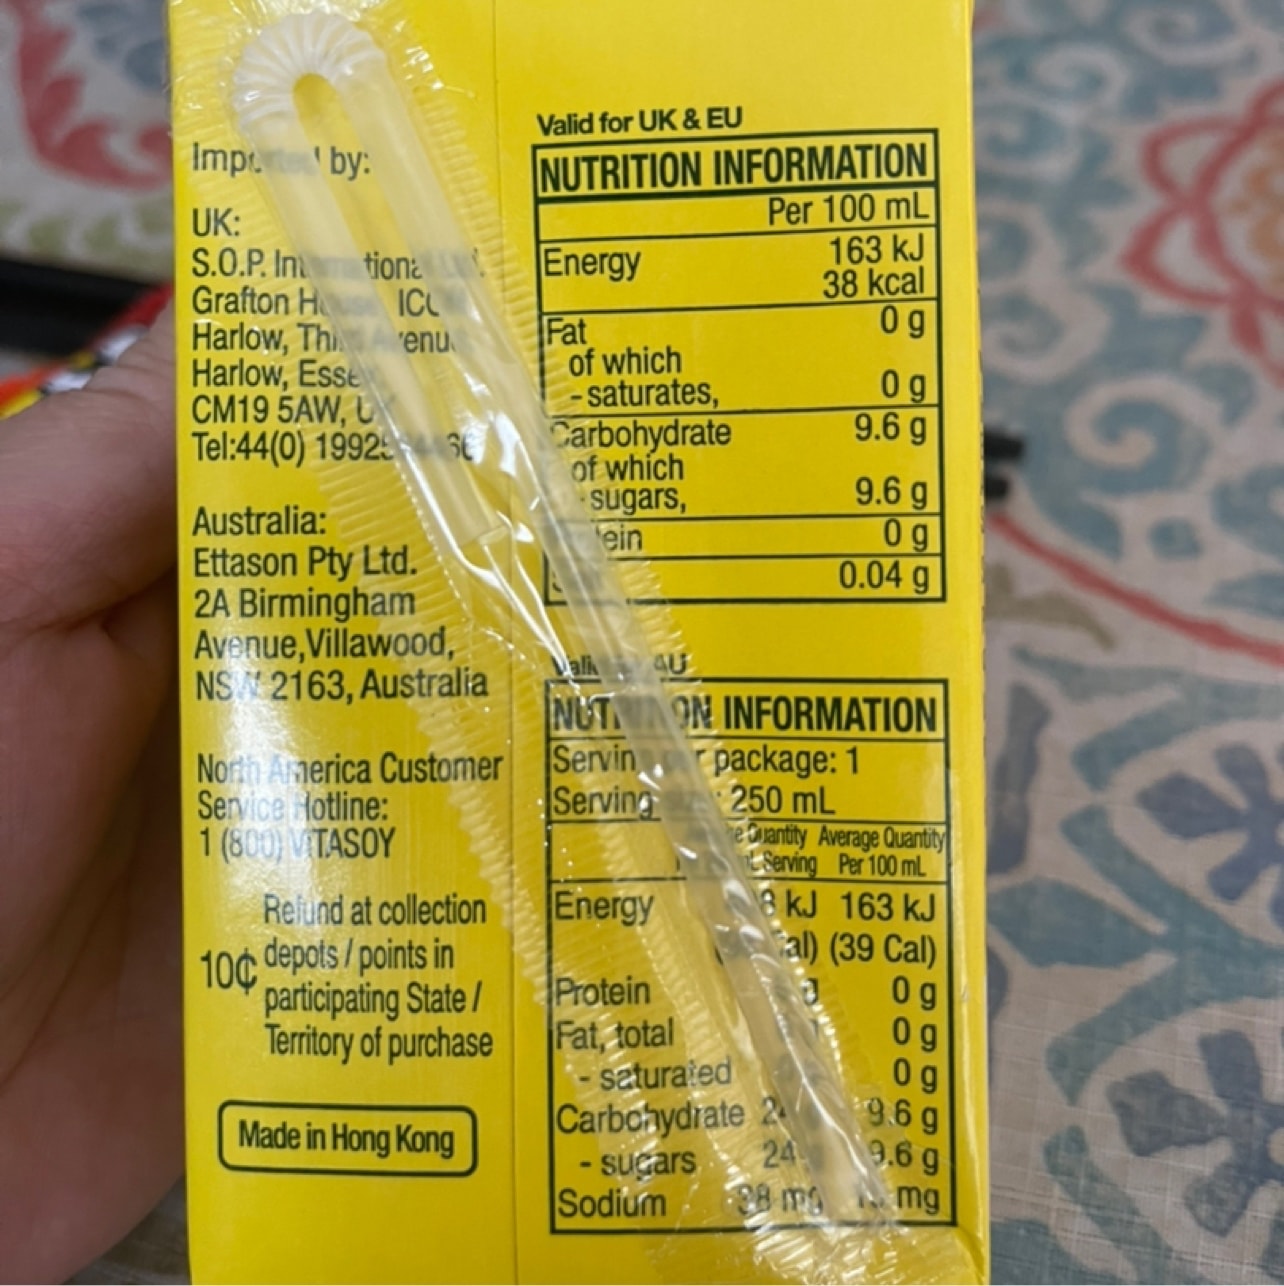 by:
UK:
S.O.P.
Grafton
Harlow,
Harlow,
CM19 5AW,
Tel:44(0)
Australia:
Ettason Pty Ltd.
2A Birmingham
Avenue,Villawood,
NSW 2163, Australia
North America Customer
Service Hotline:
1 (800) VITASOY
10¢
Refund at collection
depots / points in
participating State /
Territory of purchase
Made in Hong Kong
Valid for UK & EU
NUTRITION INFORMATION
Per 100 mL
Energy 163 kJ
38 kcal
Fat 0 g
of which
- saturates, 0 g
Carbohydrate 9.6 g
of which
- sugars, 9.6 g
0 g
0.04 g
AU
NUTRITION INFORMATION
package: 1
Serving 250 mL
Quantity Average Quantity
Serving Per 100 mL
Energy kJ 163 kJ
(39 Cal)
Protein 0 g
Fat, total 0 g
- saturated 0 g
Carbohydrate 9.6 g
- sugars 9.6 g
Sodium mg